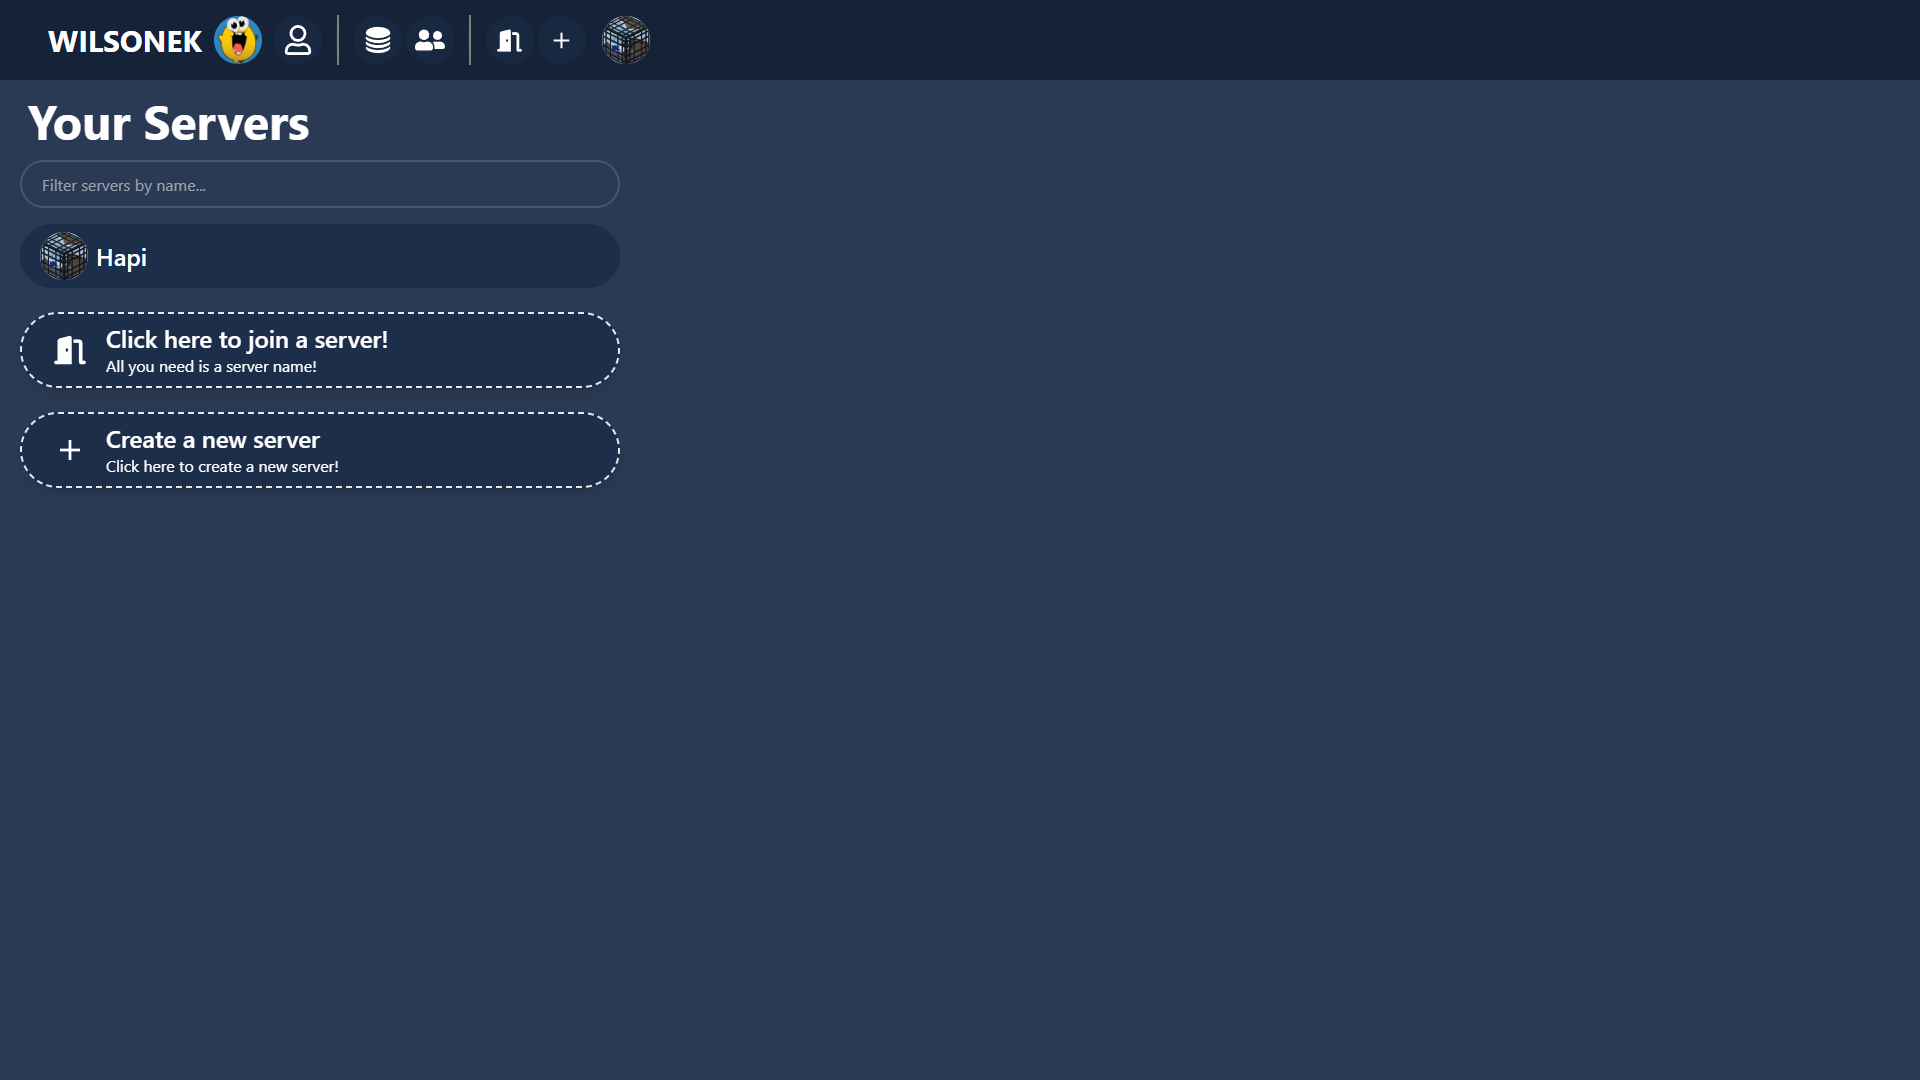 WILSONEK
Your Servers
Filter servers by name...
Hapi
Click here to join a server!
All you need is a server name!
Create a new server
Click here to create a new server!